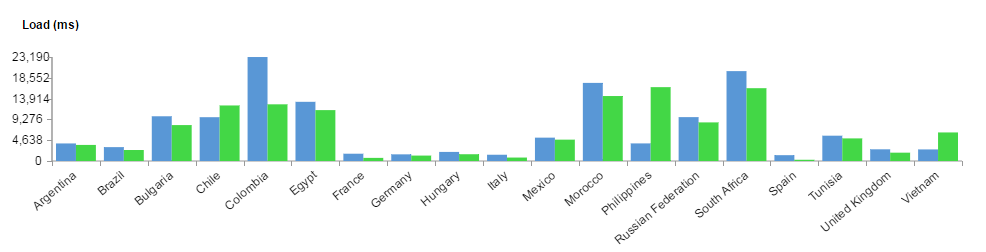 Load (ms)
23,190
18,552
13,914
9,276
4,638
0
Argentina
Brazil
Bulgaria
Chile
Colombia
Egypt
France
Germany
Hungary
Italy
Mexico
Morocco
Philippines
Russian Federation
South Africa
Spain
Tunisia
United Kingdom
Vietnam